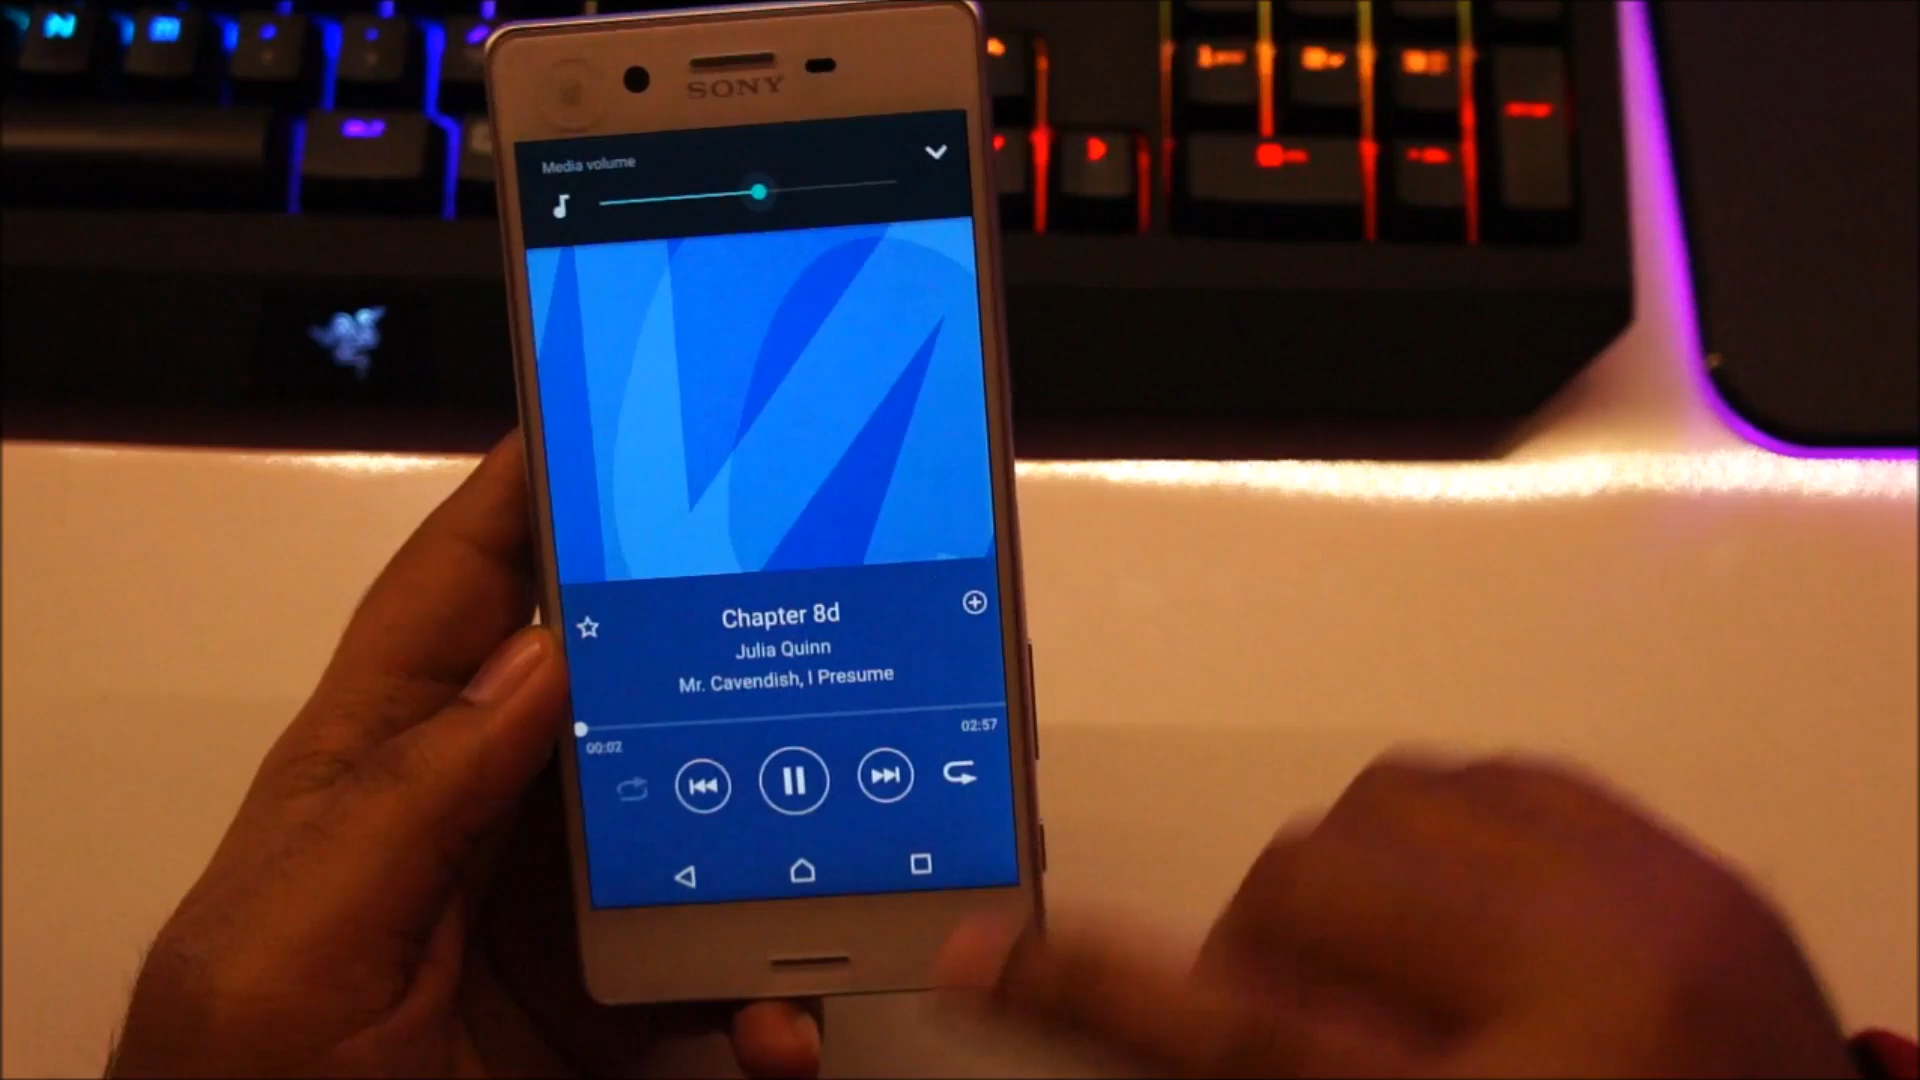 SONY
Media volume
Chapter 8d
Julia Quinn
Mr. Cavendish, I Presume
00:02
02:57